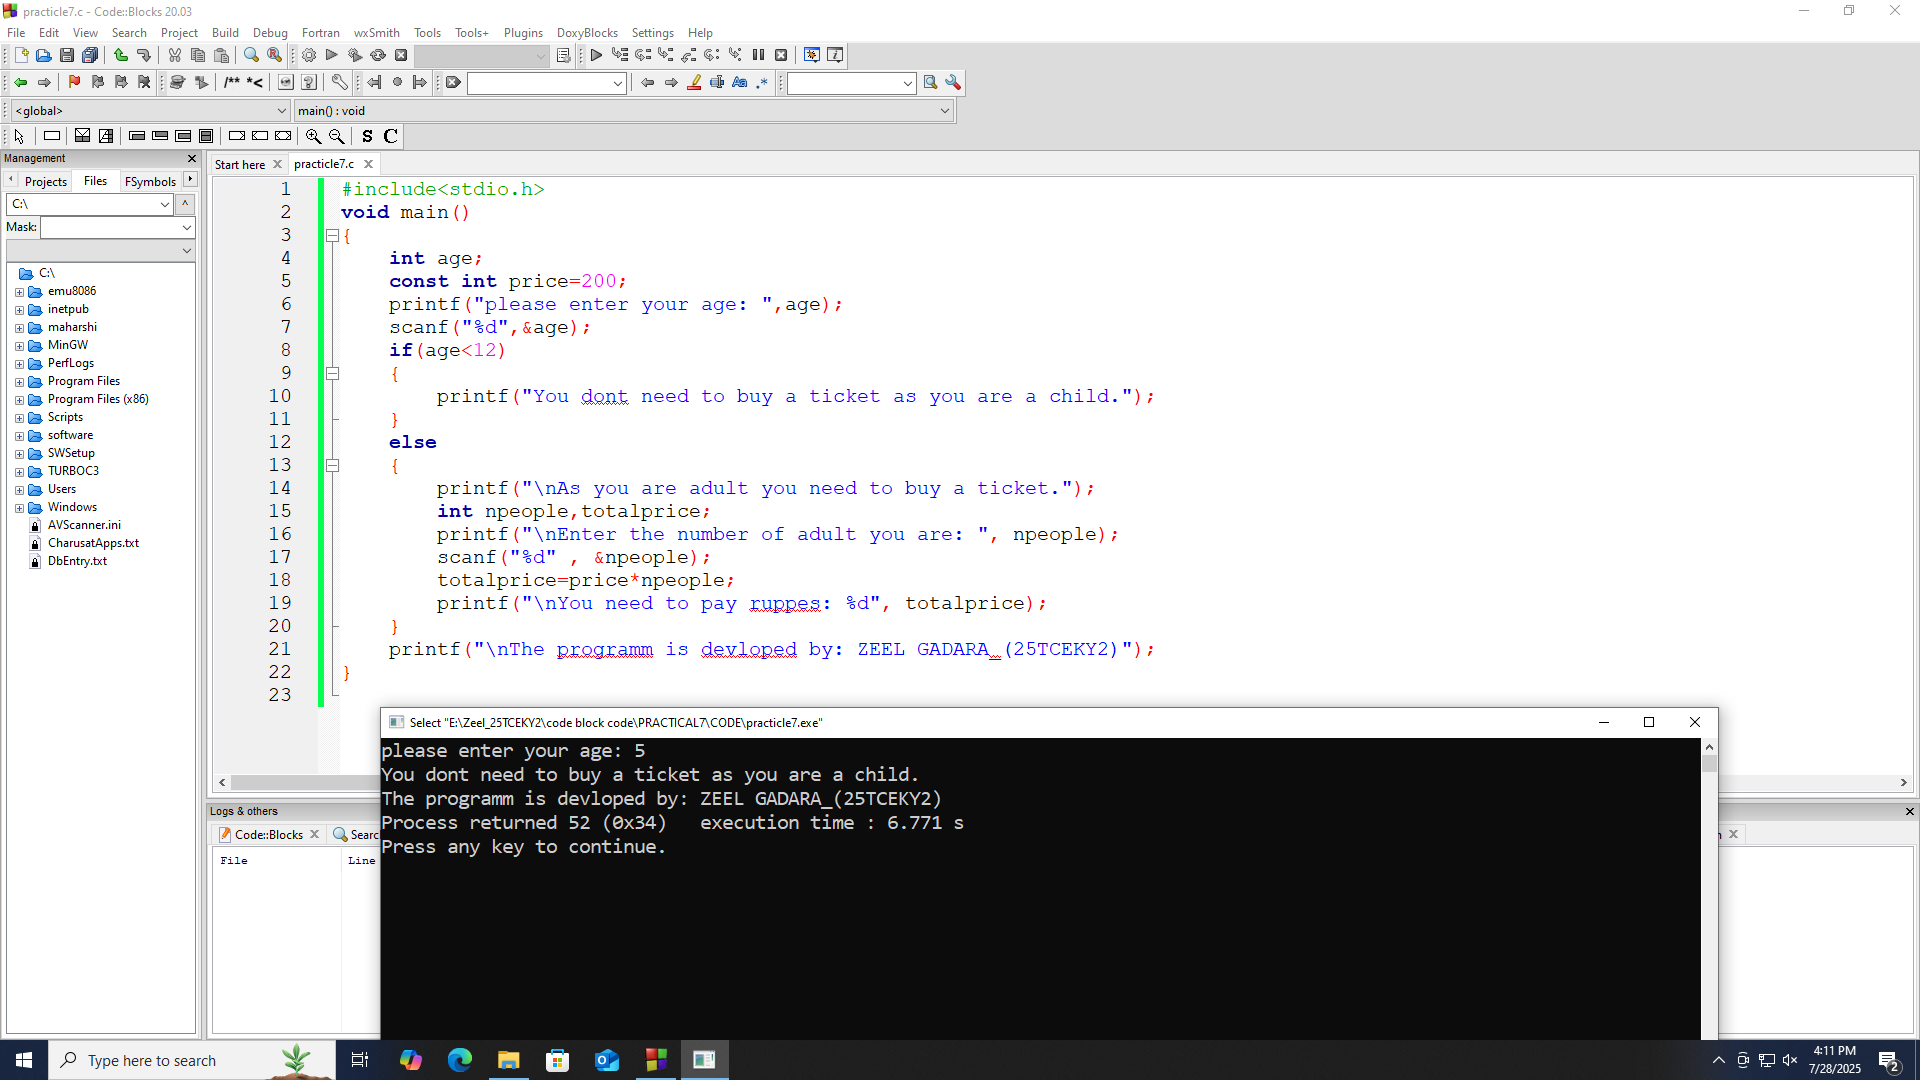 practicle7.c - Code::Blocks 20.03
File Edit View Search Project Build Debug Fortran wxSmith Tools Tools+ Plugins DoxyBlocks Settings Help
/** *<
Aa .*
<global> main() : void
S C
Management
Projects Files FSymbols
C:\
Mask:
C:\
emu8086
inetpub
maharshi
MinGW
PerfLogs
Program Files
Program Files (x86)
Scripts
software
SWSetup
TURBOC3
Users
Windows
AVScanner.ini
CharusatApps.txt
DbEntry.txt
Start here practicle7.c
1 #include<stdio.h>
2 void main()
3 {
4 int age;
5 const int price=200;
6 printf("please enter your age: ",age);
7 scanf("%d",&age);
8 if(age<12)
9 {
10 printf("You dont need to buy a ticket as you are a child.");
11 }
12 else
13 {
14 printf("\nAs you are adult you need to buy a ticket.");
15 int npeople,totalprice;
16 printf("\nEnter the number of adult you are: ", npeople);
17 scanf("%d" , &npeople);
18 totalprice=price*npeople;
19 printf("\nYou need to pay ruppes: %d", totalprice);
20 }
21 printf("\nThe programm is devloped by: ZEEL GADARA_(25TCEKY2)");
22 }
23
Logs & others
Code::Blocks Searc
File Line
Select "E:\Zeel_25TCEKY2\code block code\PRACTICAL7\CODE\practicle7.exe"
please enter your age: 5
You dont need to buy a ticket as you are a child.
The programm is devloped by: ZEEL GADARA_(25TCEKY2)
Process returned 52 (0x34) execution time : 6.771 s
Press any key to continue.
Type here to search
4:11 PM
7/28/2025
2